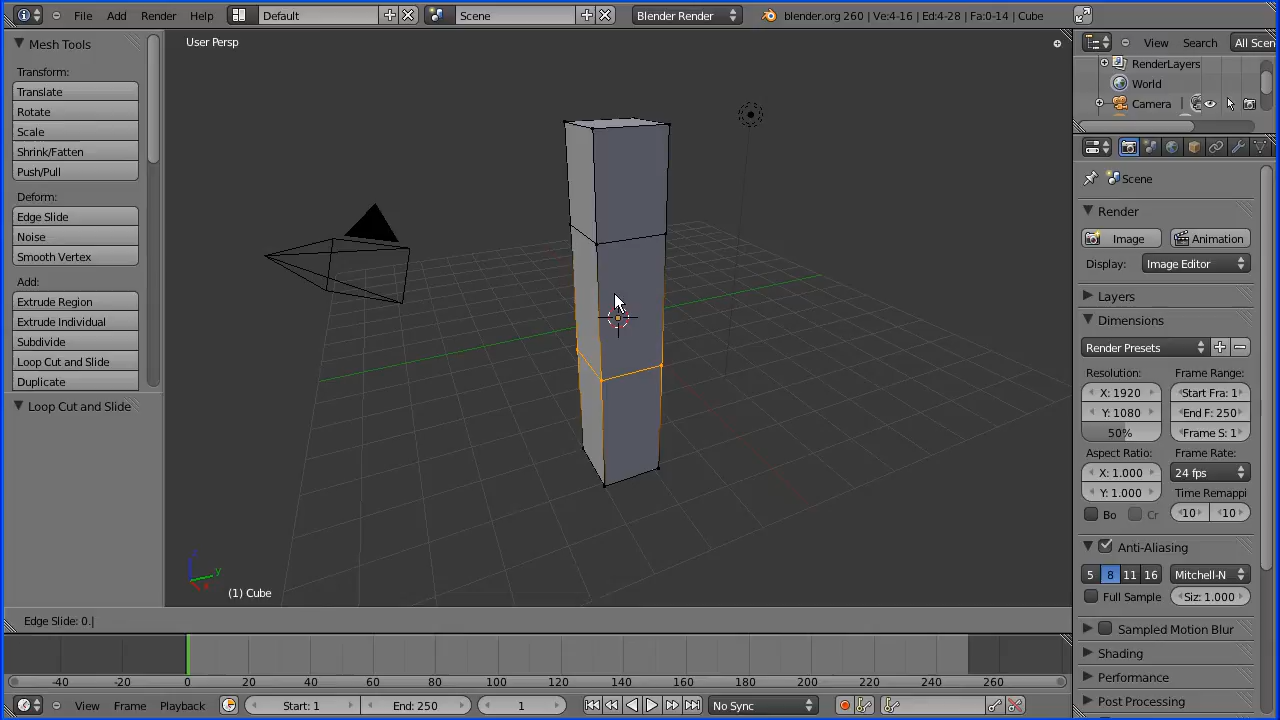 File Add Render Help Default Scene Blender Render blender.org 260 | Ve:4-16 | Ed:4-28 | Fa:0-14 | Cube
Mesh Tools
Transform:
Translate
Rotate
Scale
Shrink/Fatten
Push/Pull
Deform:
Edge Slide
Noise
Smooth Vertex
Add:
Extrude Region
Extrude Individual
Subdivide
Loop Cut and Slide
Duplicate
Loop Cut and Slide
User Persp
(1) Cube
Edge Slide: 0.|
-40 -20 0 20 40 60 80 100 120 140 160 180 200 220 240 260
View Frame Playback Start: 1 End: 250 1 No Sync
View Search All Scen
RenderLayers
World
Camera
Scene
Render
Image Animation
Display: Image Editor
Layers
Dimensions
Render Presets
Resolution: Frame Range:
X: 1920 Start Fra: 1
Y: 1080 End F: 250
50% Frame S: 1
Aspect Ratio: Frame Rate:
X: 1.000 24 fps
Y: 1.000 Time Remappi
Bo Cr 10 10
Anti-Aliasing
5 8 11 16 Mitchell-N
Full Sample Siz: 1.000
Sampled Motion Blur
Shading
Performance
Post Processing